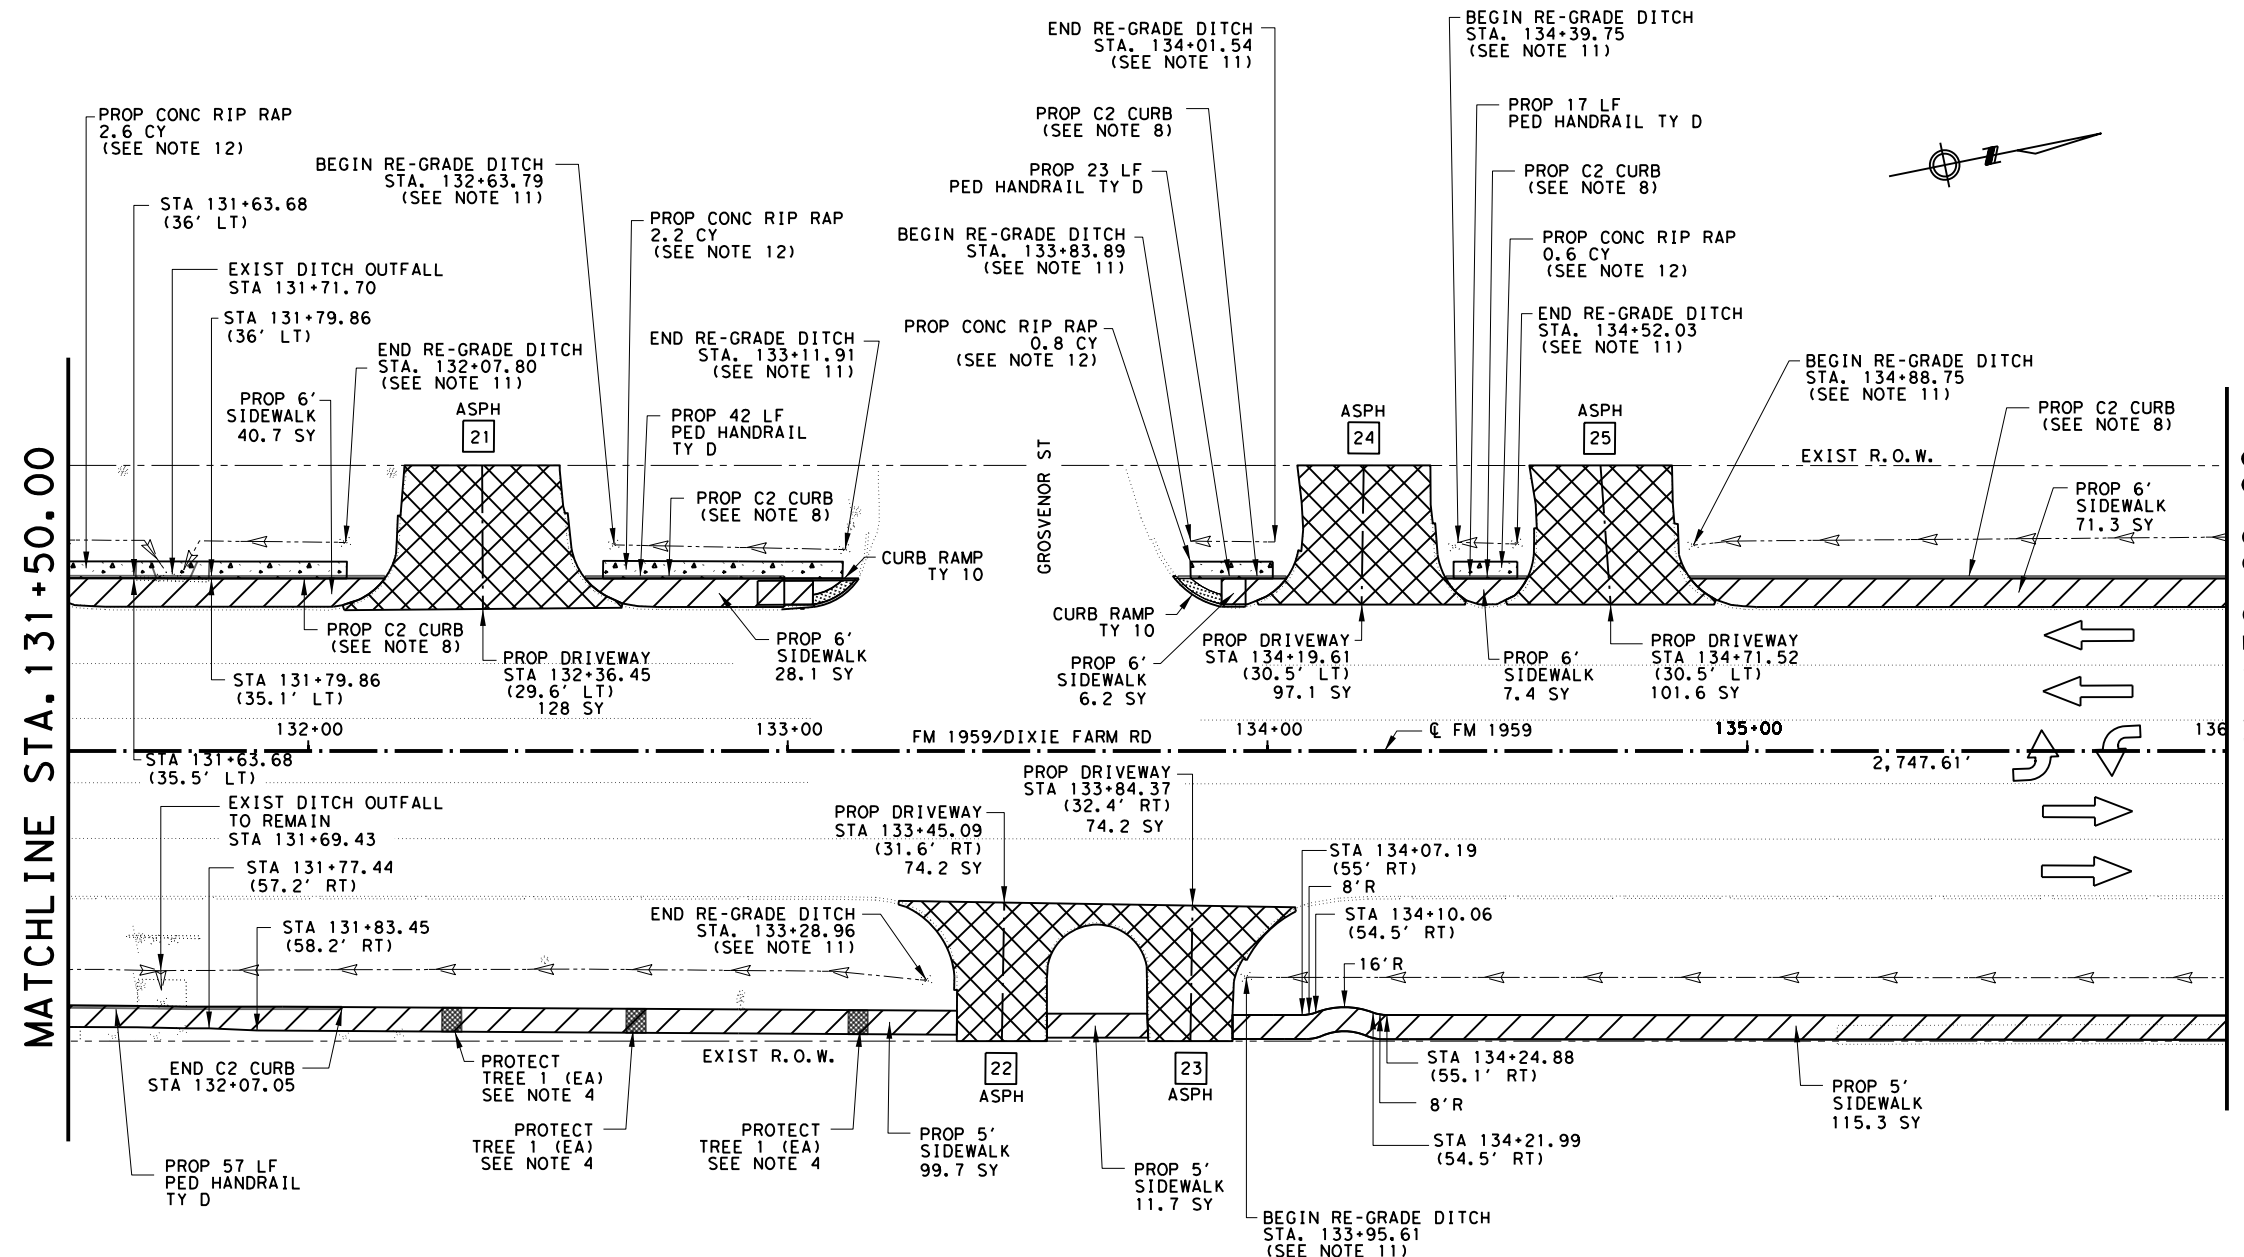 END RE-GRADE DITCH
STA. 134+01.54
(SEE NOTE 11)
BEGIN RE-GRADE DITCH
STA. 134+39.75
(SEE NOTE 11)
PROP CONC RIP RAP
2.6 CY
(SEE NOTE 12)
PROP C2 CURB
(SEE NOTE 8)
PROP 17 LF
PED HANDRAIL TY D
BEGIN RE-GRADE DITCH
STA. 132+63.79
(SEE NOTE 11)
PROP 23 LF
PED HANDRAIL TY D
PROP C2 CURB
(SEE NOTE 8)
STA 131+63.68
(36' LT)
PROP CONC RIP RAP
2.2 CY
(SEE NOTE 12)
BEGIN RE-GRADE DITCH
STA. 133+83.89
(SEE NOTE 11)
PROP CONC RIP RAP
0.6 CY
(SEE NOTE 12)
EXIST DITCH OUTFALL
STA 131+71.70
STA 131+79.86
(36' LT)
END RE-GRADE DITCH
STA. 132+07.80
(SEE NOTE 11)
END RE-GRADE DITCH
STA. 133+11.91
(SEE NOTE 11)
PROP CONC RIP RAP
0.8 CY
(SEE NOTE 12)
END RE-GRADE DITCH
STA. 134+52.03
(SEE NOTE 11)
BEGIN RE-GRADE DITCH
STA. 134+88.75
(SEE NOTE 11)
PROP 6'
SIDEWALK
40.7 SY
ASPH
21
PROP 42 LF
PED HANDRAIL
TY D
ASPH
24
ASPH
25
PROP C2 CURB
(SEE NOTE 8)
EXIST R.O.W.
PROP C2 CURB
(SEE NOTE 8)
GROSVENOR ST
PROP 6'
SIDEWALK
71.3 SY
CURB RAMP
TY 10
CURB RAMP
TY 10
MATCHLINE STA. 131+50.00
PROP C2 CURB
(SEE NOTE 8)
PROP DRIVEWAY
STA 132+36.45
(29.6' LT)
128 SY
PROP 6'
SIDEWALK
28.1 SY
PROP 6'
SIDEWALK
6.2 SY
PROP DRIVEWAY
STA 134+19.61
(30.5' LT)
97.1 SY
PROP 6'
SIDEWALK
7.4 SY
PROP DRIVEWAY
STA 134+71.52
(30.5' LT)
101.6 SY
STA 131+79.86
(35.1' LT)
132+00
133+00
FM 1959/DIXIE FARM RD
134+00
℄ FM 1959
135+00
136
2,747.61'
STA 131+63.68
(35.5' LT)
EXIST DITCH OUTFALL
TO REMAIN
STA 131+69.43
PROP DRIVEWAY
STA 133+45.09
(31.6' RT)
74.2 SY
PROP DRIVEWAY
STA 133+84.37
(32.4' RT)
74.2 SY
STA 131+77.44
(57.2' RT)
STA 134+07.19
(55' RT)
8'R
STA 131+83.45
(58.2' RT)
END RE-GRADE DITCH
STA. 133+28.96
(SEE NOTE 11)
STA 134+10.06
(54.5' RT)
16'R
END C2 CURB
STA 132+07.05
PROTECT
TREE 1 (EA)
SEE NOTE 4
EXIST R.O.W.
22
ASPH
23
ASPH
STA 134+24.88
(55.1' RT)
8'R
PROP 5'
SIDEWALK
115.3 SY
PROTECT
TREE 1 (EA)
SEE NOTE 4
PROTECT
TREE 1 (EA)
SEE NOTE 4
PROP 5'
SIDEWALK
99.7 SY
STA 134+21.99
(54.5' RT)
PROP 57 LF
PED HANDRAIL
TY D
PROP 5'
SIDEWALK
11.7 SY
BEGIN RE-GRADE DITCH
STA. 133+95.61
(SEE NOTE 11)